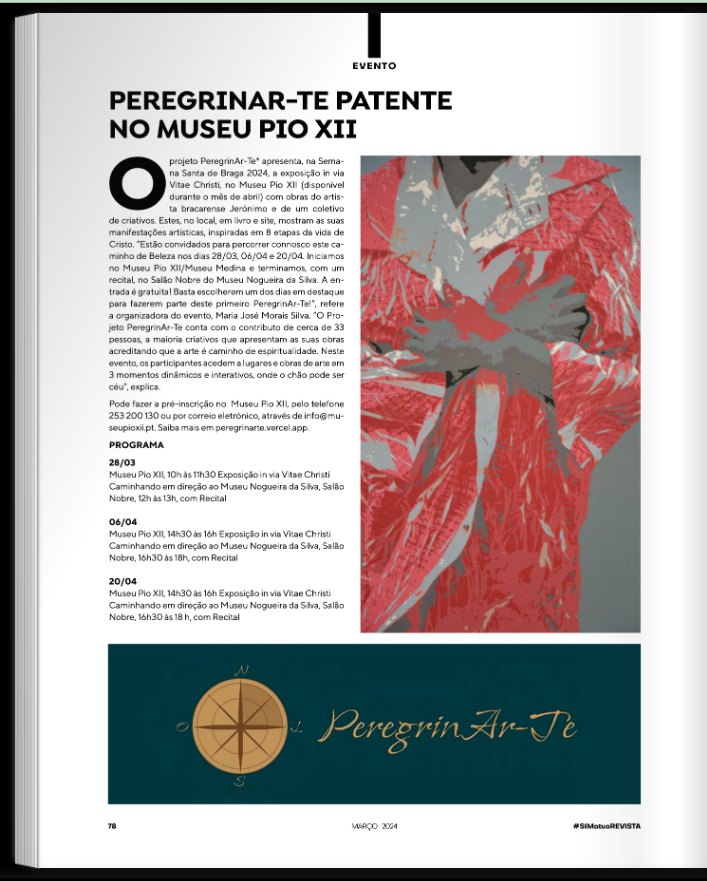 EVENTO
PEREGRINAR-TE PATENTE
NO MUSEU PIO XII
O projeto PeregrinAr-Te" apresenta, na Sema-
na Santa de Braga 2024, a exposição in via
Vitae Christi, no Museu Pio XII (disponível
durante o mês de abril) com obras do artis-
ta bracarense Jerónimo e de um coletivo
de criativos. Estes, no local, em livro e site, mostram as suas
manifestações artísticas, inspiradas em 8 etapas da vida de
Cristo. "Estão convidados para percorrer connosco este ca-
minho de Beleza nos dias 28/03, 06/04 e 20/04. Iniciamos
no Museu Pio XII/Museu Medina e terminamos, com um
recital, no Salão Nobre do Museu Nogueira da Silva. A en-
trada é gratuita! Basta escolherem um dos dias em destaque
para fazerem parte deste primeiro PeregrinAr-Te!", refere
a organizadora do evento, Maria José Morais Silva. "O Pro-
jeto PeregrinAr-Te conta com o contributo de cerca de 33
pessoas, a maioria criativos que apresentam as suas obras
acreditando que a arte é caminho de espiritualidade. Neste
evento, os participantes acedem a lugares e obras de arte em
3 momentos dinâmicos e interativos, onde o chão pode ser
céu", explica.
Pode fazer a pré-inscrição no Museu Pio XII, pelo telefone
253 200 130 ou por correio eletrónico, através de info@mu-
seupioxii.pt. Saiba mais em peregrinarte.vercel.app.
PROGRAMA
28/03
Museu Pio XII, 10h às 11h30 Exposição in via Vitae Christi
Caminhando em direção ao Museu Nogueira da Silva, Salão
Nobre, 12h às 13h, com Recital
06/04
Museu Pio XII, 14h30 às 16h Exposição in via Vitae Christi
Caminhando em direção ao Museu Nogueira da Silva, Salão
Nobre, 16h30 às 18h, com Recital
20/04
Museu Pio XII, 14h30 às 16h Exposição in via Vitae Christi
Caminhando em direção ao Museu Nogueira da Silva, Salão
Nobre, 16h30 às 18 h, com Recital
N
O L
S
PeregrinAr-Te
78 MARÇO 2024 #SIMatuaREVISTA